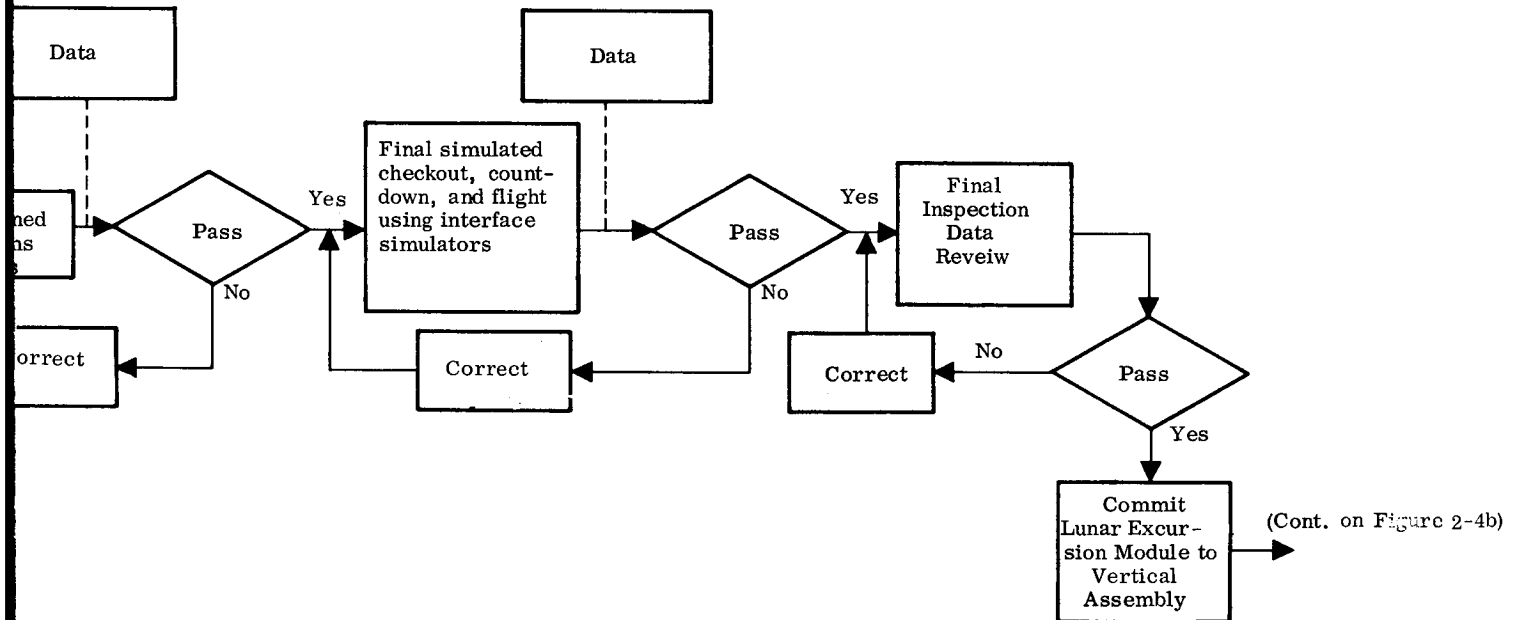 Data
Data
ned
ns
s
Pass
Yes
No
orrect
Final simulated
checkout, count-
down, and flight
using interface
simulators
Pass
Yes
No
Correct
Final
Inspection
Data
Reveiw
Pass
No
Correct
Yes
Commit
Lunar Excur-
sion Module to
Vertical
Assembly
(Cont. on Figure 2-4b)